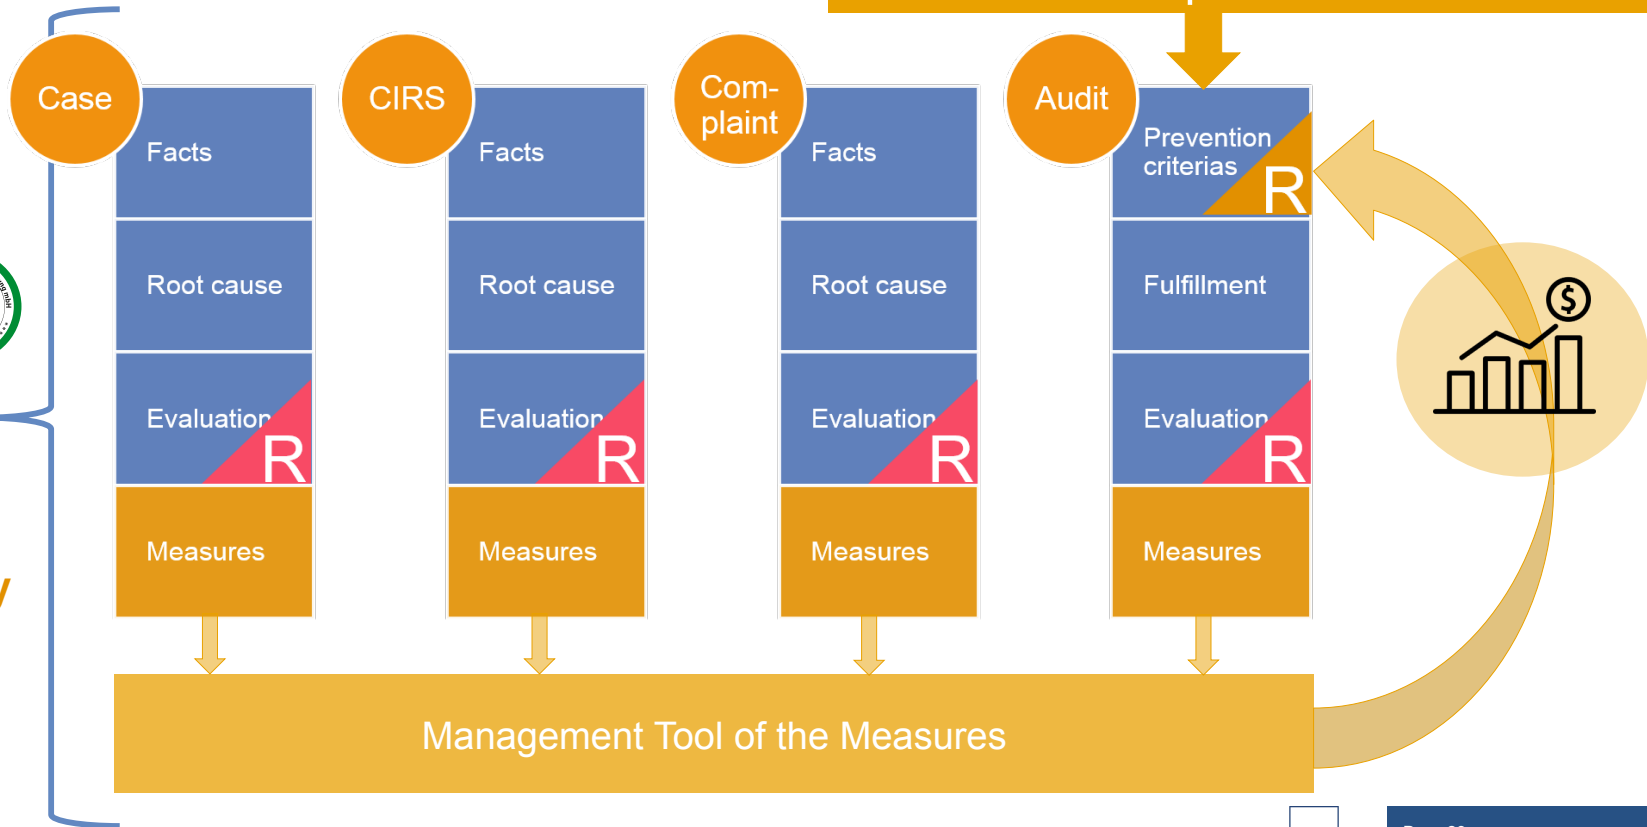 Case
CIRS
Com-
plaint
Audit
Facts
Facts
Facts
Prevention
criterias
R
Root cause
Root cause
Root cause
Fulfillment
$
Evaluation
R
Evaluation
R
Evaluation
R
Evaluation
R
Measures
Measures
Measures
Measures
Management Tool of the Measures